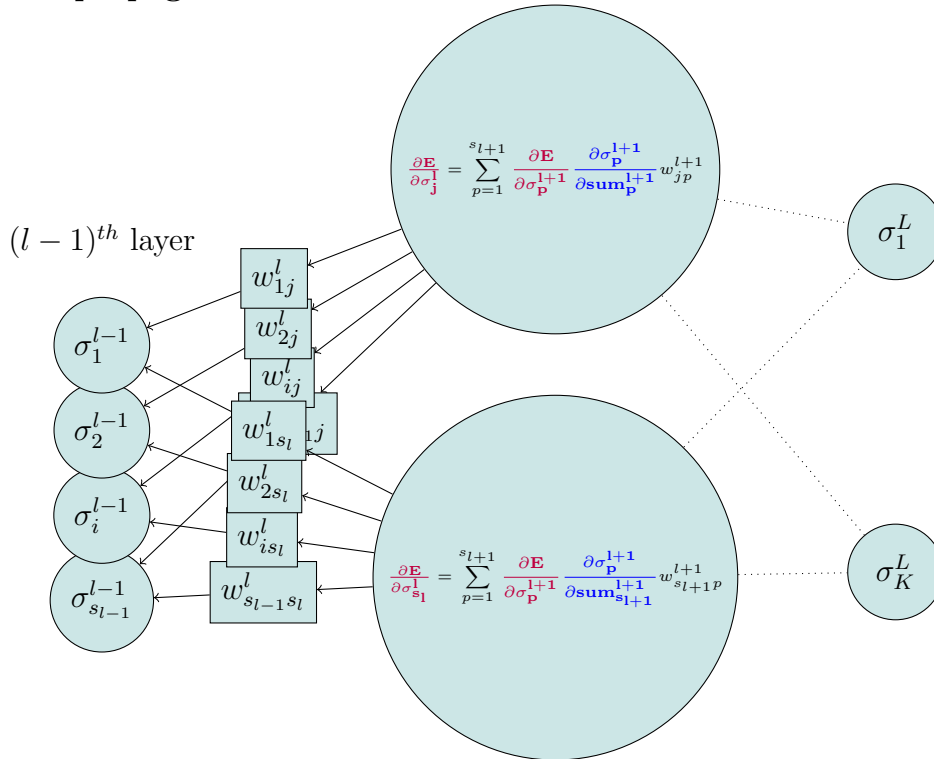 ∂E/∂σ_j^l = ∑_{p=1}^{s_{l+1}} ∂E/∂σ_p^{l+1} ∂σ_p^{l+1}/∂sum_p^{l+1} w_{jp}^{l+1}
σ_1^L
(l − 1)^{th} layer
w_{1j}^l
w_{2j}^l
σ_1^{l−1}
w_{ij}^l
σ_2^{l−1}
w_{1s_l}^l
1j
w_{2s_l}^l
σ_i^{l−1}
w_{is_l}^l
σ_{s_{l−1}}^{l−1}
w_{s_{l−1}s_l}^l
∂E/∂σ_{s_l}^l = ∑_{p=1}^{s_{l+1}} ∂E/∂σ_p^{l+1} ∂σ_p^{l+1}/∂sum_{s_{l+1}}^{l+1} w_{s_{l+1}p}^{l+1}
σ_K^L